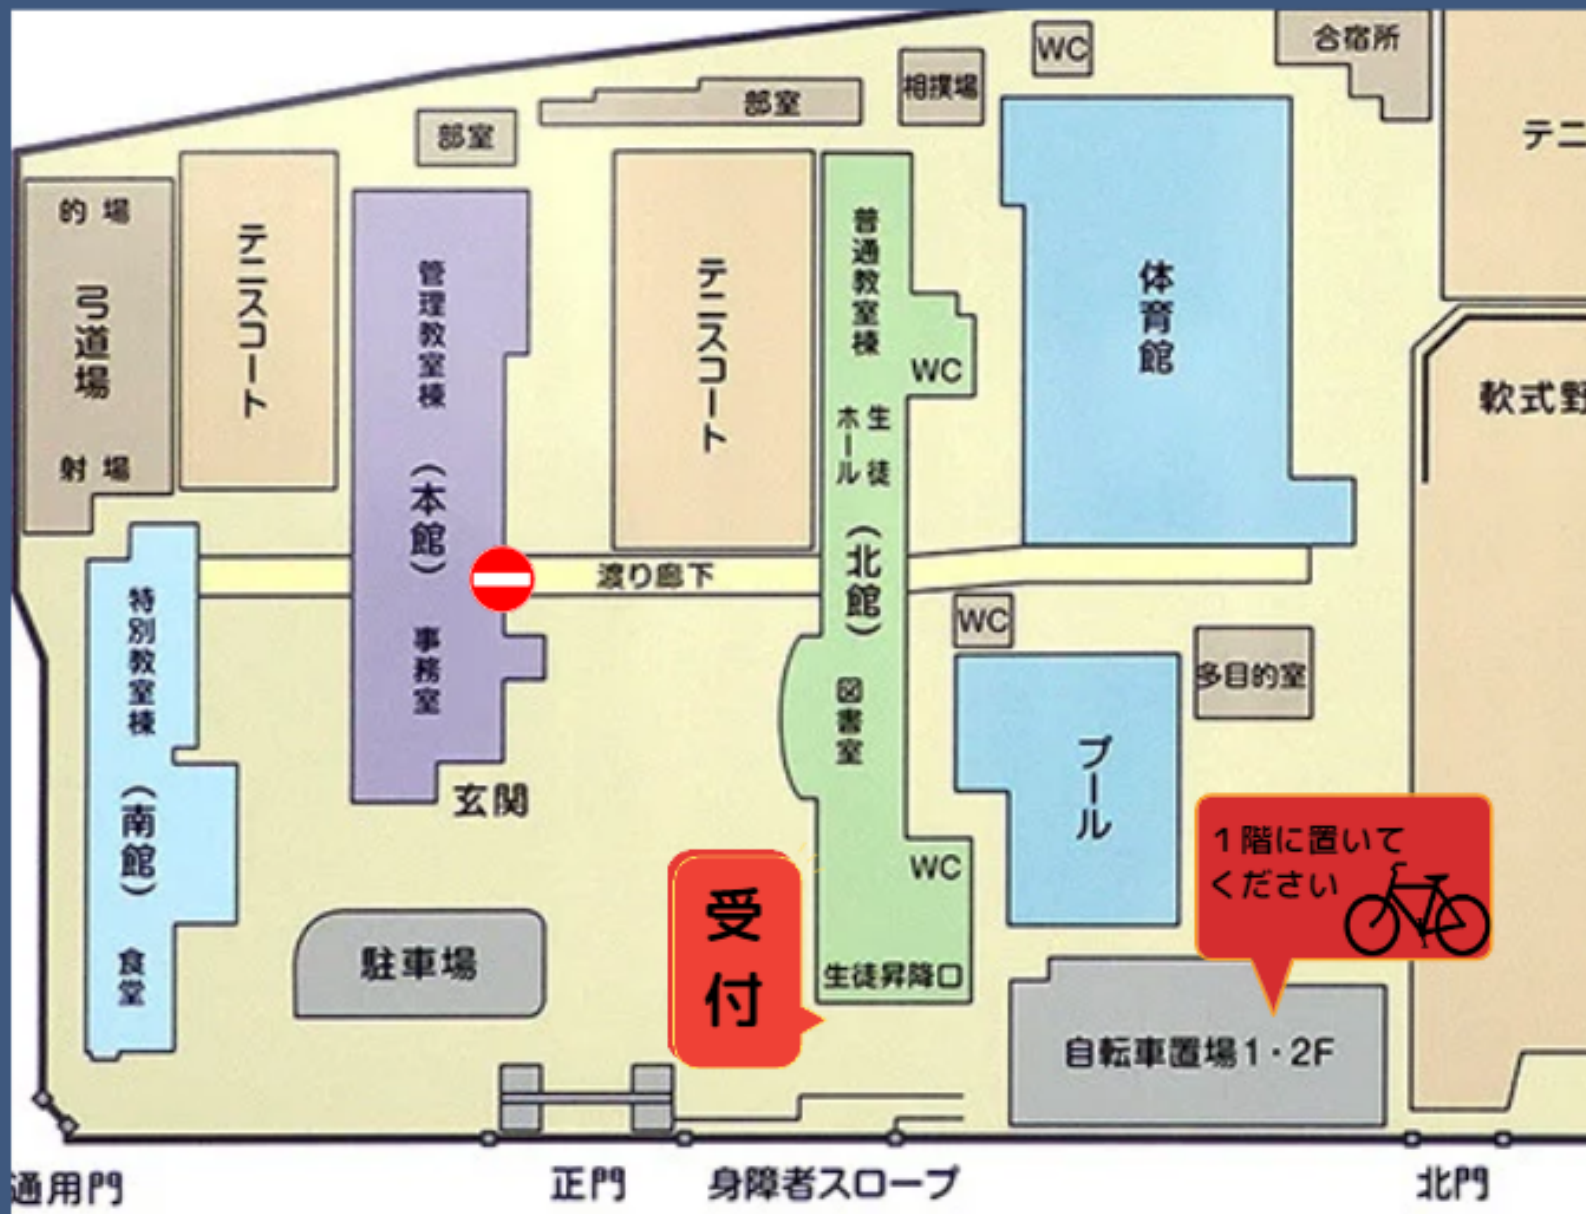 合宿所
WC
相撲場
部室
部室
テニ
的場
弓道場
射場
テニスコート
管理教室棟
（本館）
事務室
テニスコート
普通教室棟
WC
生徒
ホール
（北館）
図書室
WC
生徒昇降口
体育館
軟式野
渡り廊下
特別教室棟
（南館）
食堂
玄関
WC
多目的室
プール
1階に置いて
ください
受付
駐車場
自転車置場1・2F
通用門
正門
身障者スロープ
北門